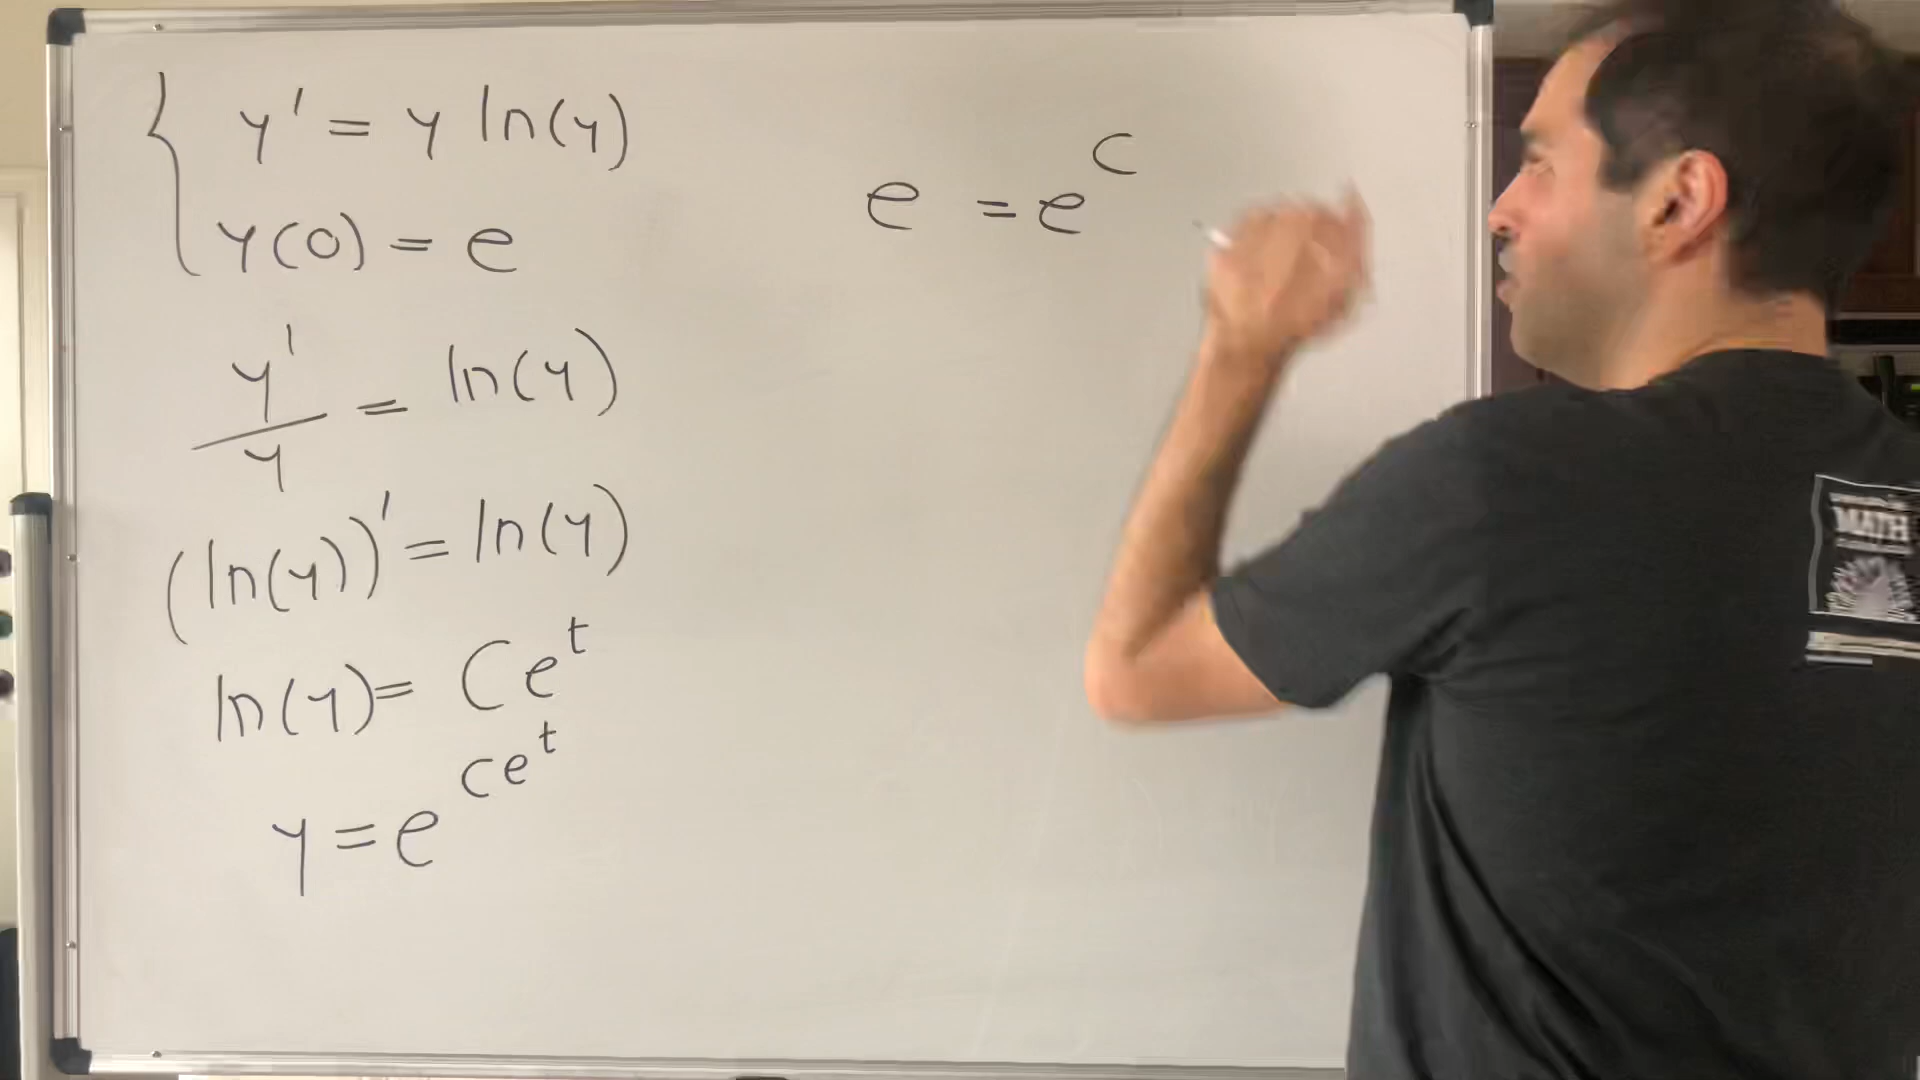 y' = y ln(y)
y(0) = e
y'/y = ln(y)
(ln(y))' = ln(y)
ln(y) = Ce^t
y = e^{Ce^t}
e = e^C
MATH